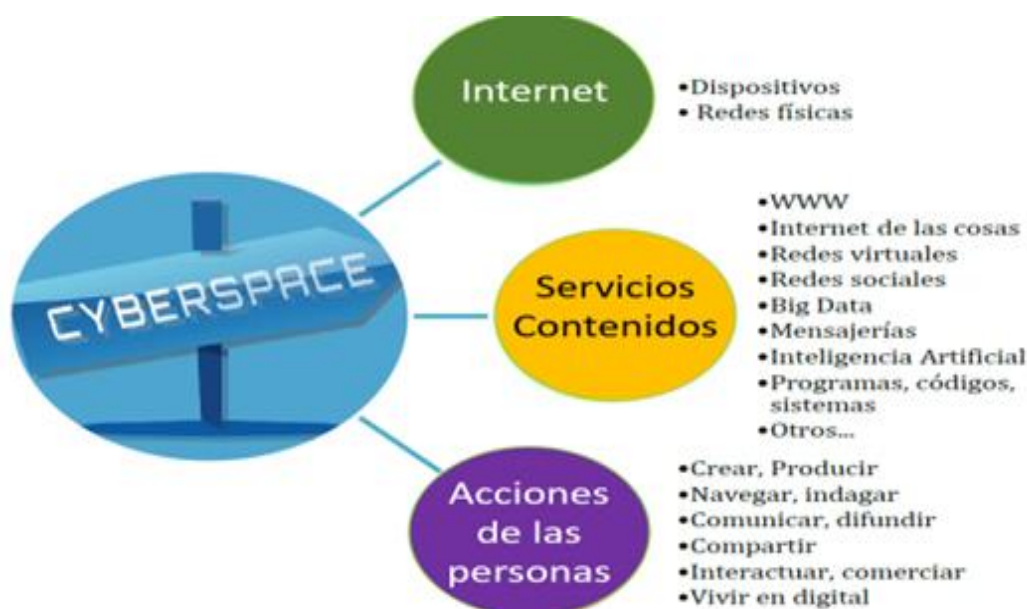 CYBERSPACE
Internet
•Dispositivos
• Redes físicas
Servicios
Contenidos
•WWW
•Internet de las cosas
•Redes virtuales
•Redes sociales
•Big Data
•Mensajerías
•Inteligencia Artificial
•Programas, códigos,
sistemas
•Otros...
Acciones
de las
personas
•Crear, Producir
•Navegar, indagar
•Comunicar, difundir
•Compartir
•Interactuar, comerciar
•Vivir en digital